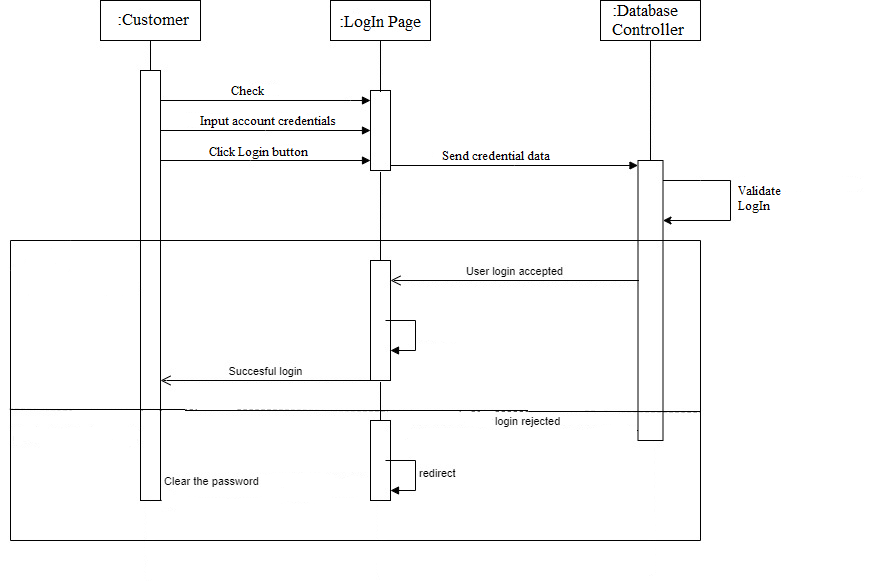 :Customer
:LogIn Page
:Database
Controller
Check
Input account credentials
Click Login button
Send credential data
Validate
LogIn
User login accepted
Succesful login
login rejected
redirect
Clear the password